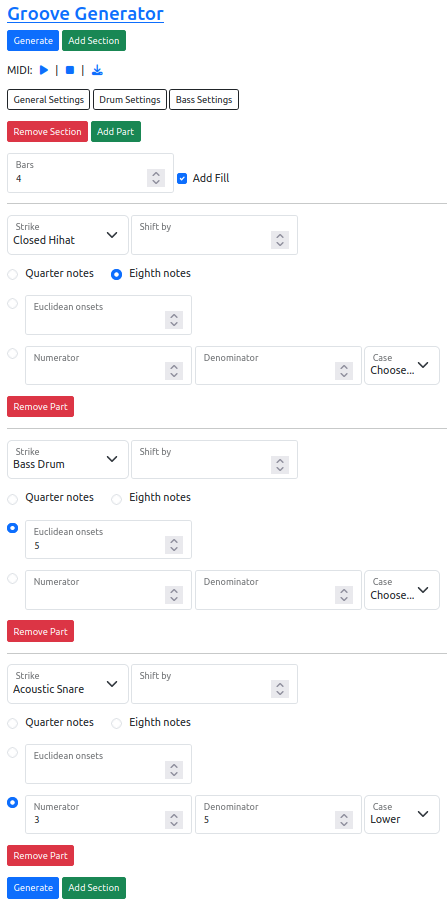 Groove Generator
Generate Add Section
MIDI: | |
General Settings Drum Settings Bass Settings
Remove Section Add Part
Bars
4
Add Fill
Strike Shift by
Closed Hihat
Quarter notes Eighth notes
Euclidean onsets
Numerator Denominator Case
Choose...
Remove Part
Strike Shift by
Bass Drum
Quarter notes Eighth notes
Euclidean onsets
5
Numerator Denominator Case
Choose...
Remove Part
Strike Shift by
Acoustic Snare
Quarter notes Eighth notes
Euclidean onsets
Numerator Denominator Case
3 5 Lower
Remove Part
Generate Add Section